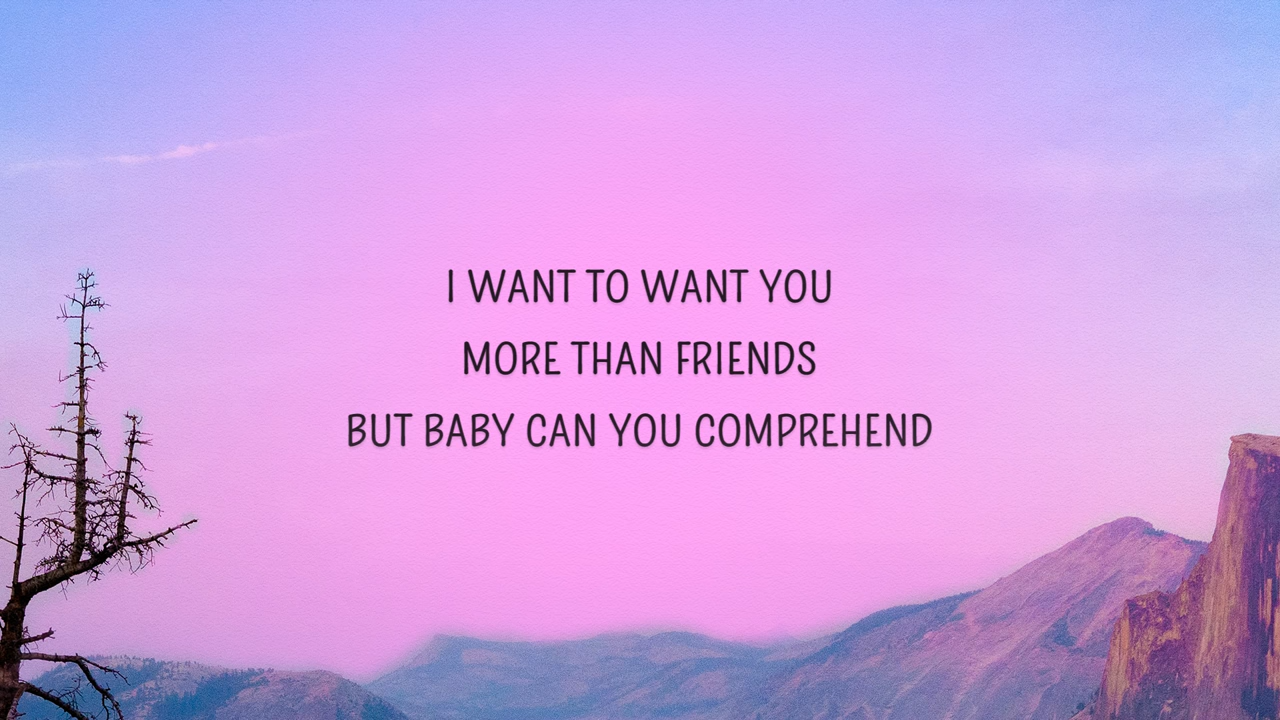 I WANT TO WANT YOU
MORE THAN FRIENDS
BUT BABY CAN YOU COMPREHEND